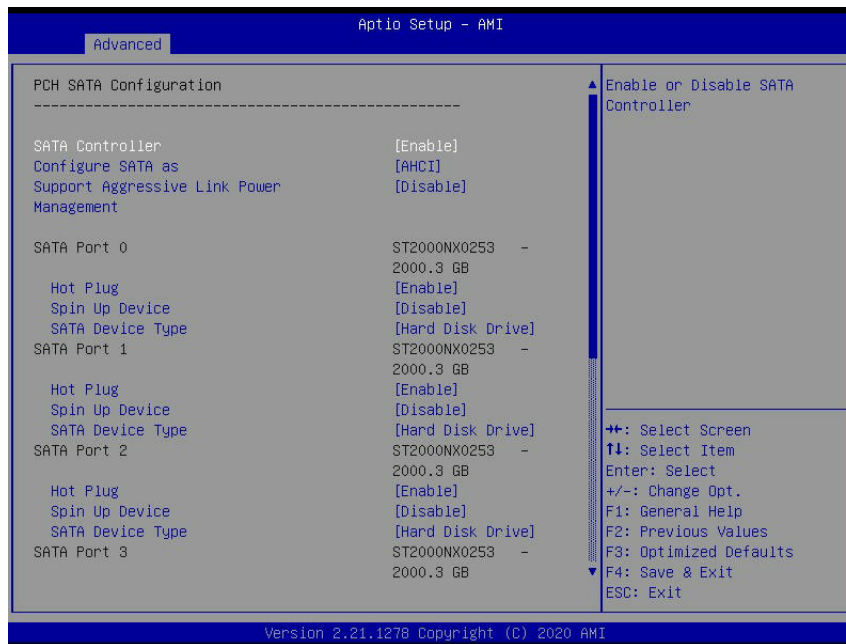 Aptio Setup – AMI
Advanced
PCH SATA Configuration
--------------------------------------------------
SATA Controller [Enable]
Configure SATA as [AHCI]
Support Aggressive Link Power [Disable]
Management
SATA Port 0 ST2000NX0253 –
2000.3 GB
Hot Plug [Enable]
Spin Up Device [Disable]
SATA Device Type [Hard Disk Drive]
SATA Port 1 ST2000NX0253 –
2000.3 GB
Hot Plug [Enable]
Spin Up Device [Disable]
SATA Device Type [Hard Disk Drive]
SATA Port 2 ST2000NX0253 –
2000.3 GB
Hot Plug [Enable]
Spin Up Device [Disable]
SATA Device Type [Hard Disk Drive]
SATA Port 3 ST2000NX0253 –
2000.3 GB
Enable or Disable SATA
Controller
→←: Select Screen
↑↓: Select Item
Enter: Select
+/-: Change Opt.
F1: General Help
F2: Previous Values
F3: Optimized Defaults
F4: Save & Exit
ESC: Exit
Version 2.21.1278 Copyright (C) 2020 AMI